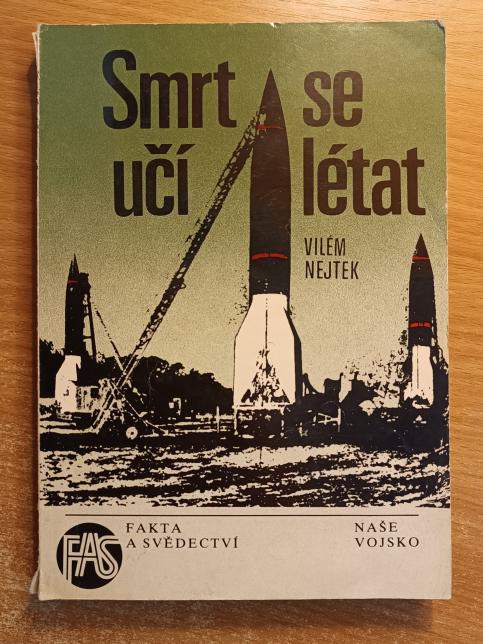 Smrt se
učí létat
VILÉM
NEJTEK
FAS
FAKTA
A SVĚDECTVÍ
NAŠE
VOJSKO